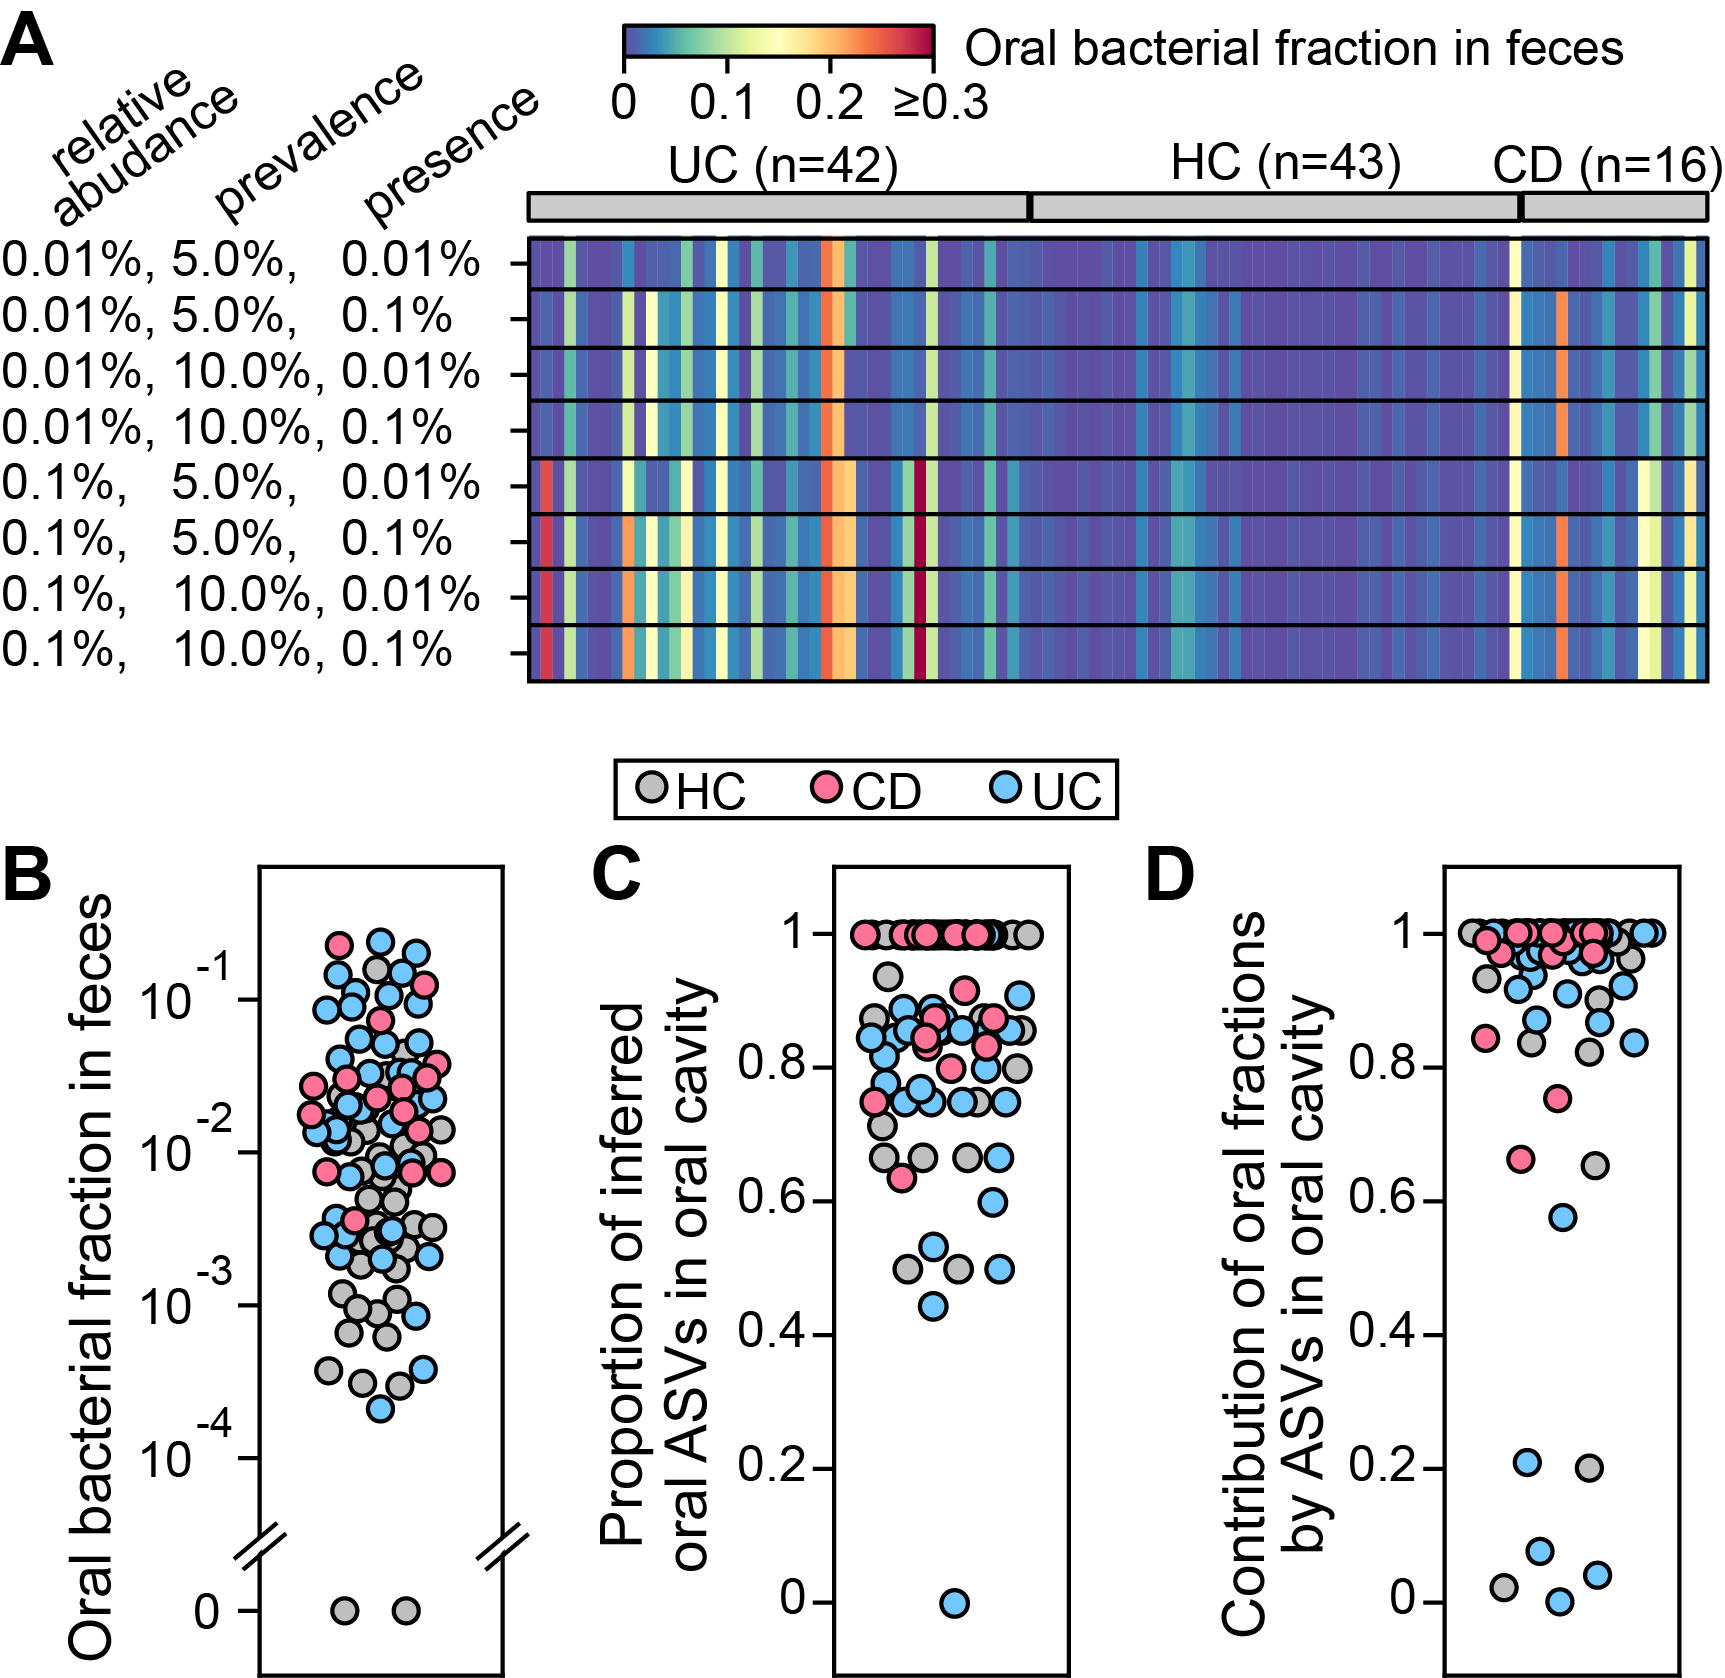 A
Oral bacterial fraction in feces
0 0.1 0.2 ≥0.3
relative
abudance
prevalence
presence
UC (n=42) HC (n=43) CD (n=16)
0.01%, 5.0%, 0.01%
0.01%, 5.0%, 0.1%
0.01%, 10.0%, 0.01%
0.01%, 10.0%, 0.1%
0.1%, 5.0%, 0.01%
0.1%, 5.0%, 0.1%
0.1%, 10.0%, 0.01%
0.1%, 10.0%, 0.1%
HC CD UC
B
Oral bacterial fraction in feces
10-1
10-2
10-3
10-4
0
C
Proportion of inferred
oral ASVs in oral cavity
1
0.8
0.6
0.4
0.2
0
D
Contribution of oral fractions
by ASVs in oral cavity
1
0.8
0.6
0.4
0.2
0